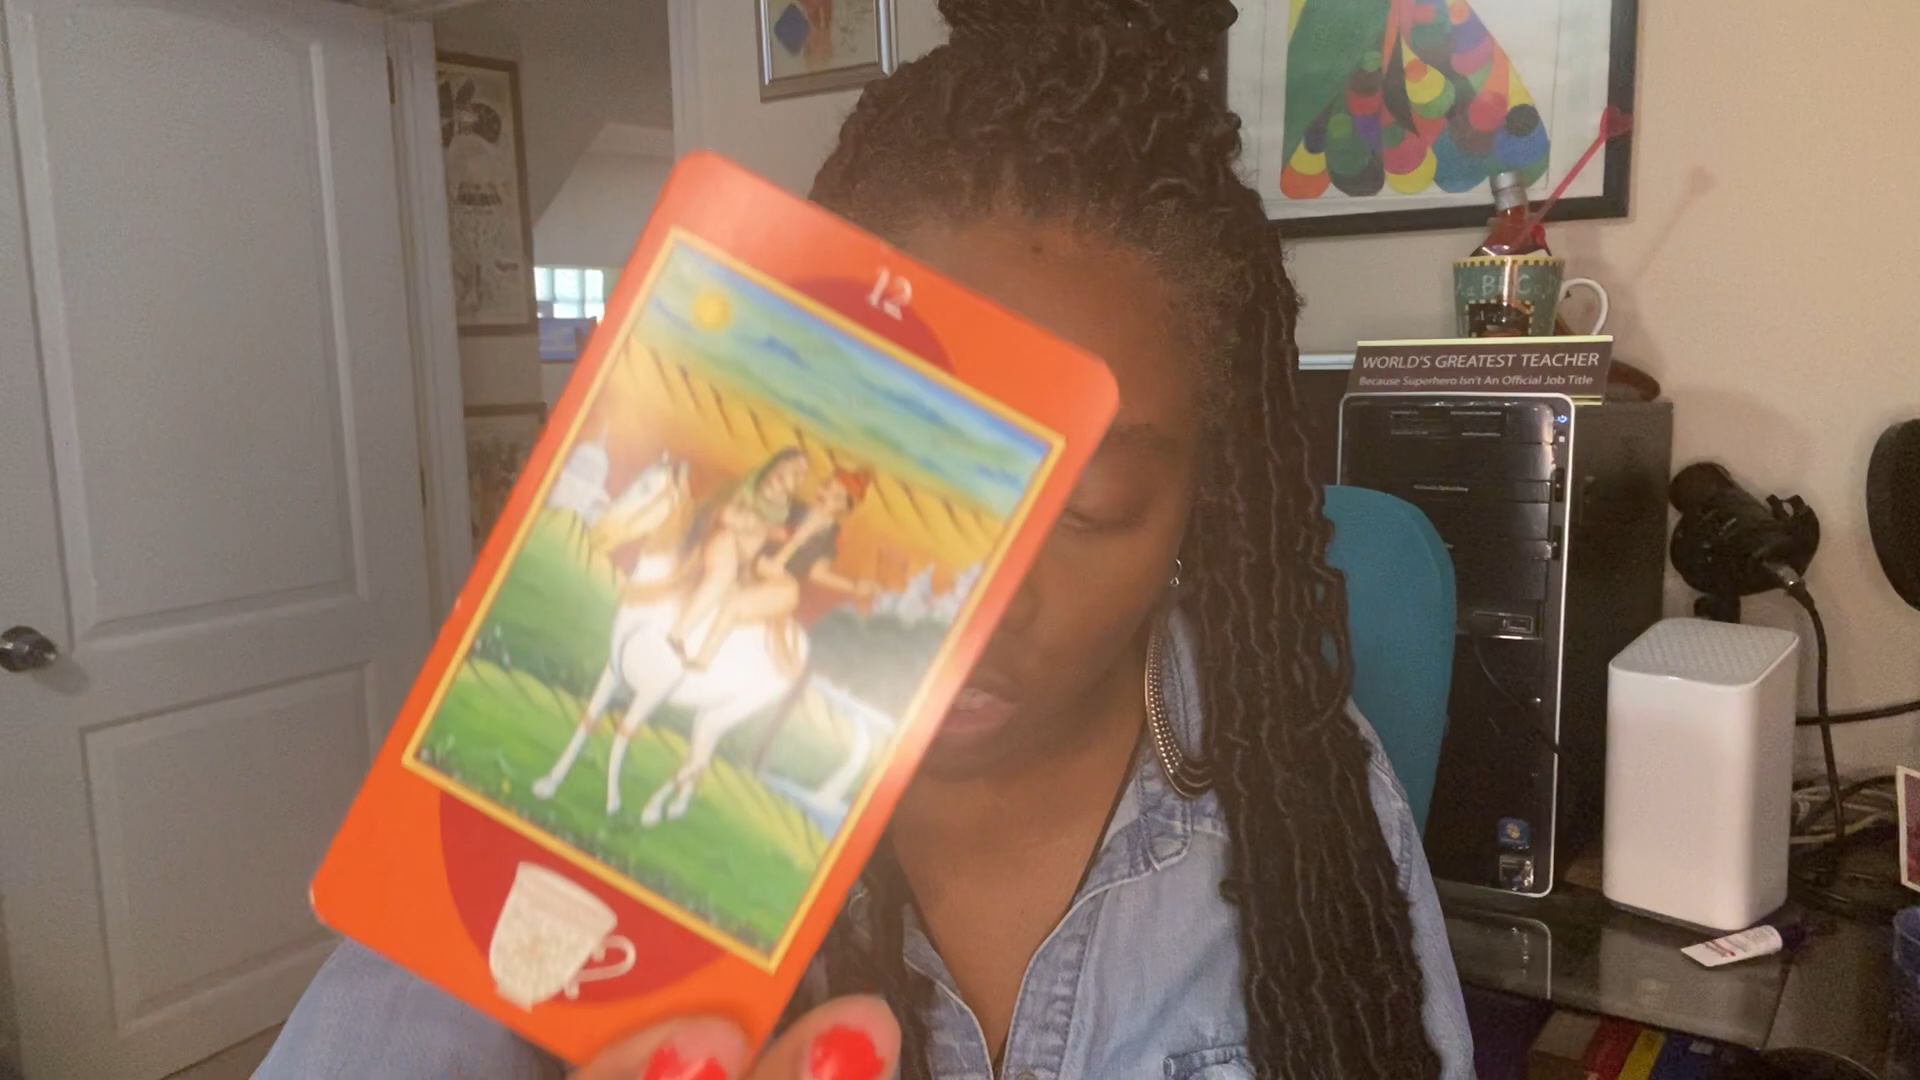 12
WORLD'S GREATEST TEACHER
Because Superhero Isn't An Official Job Title